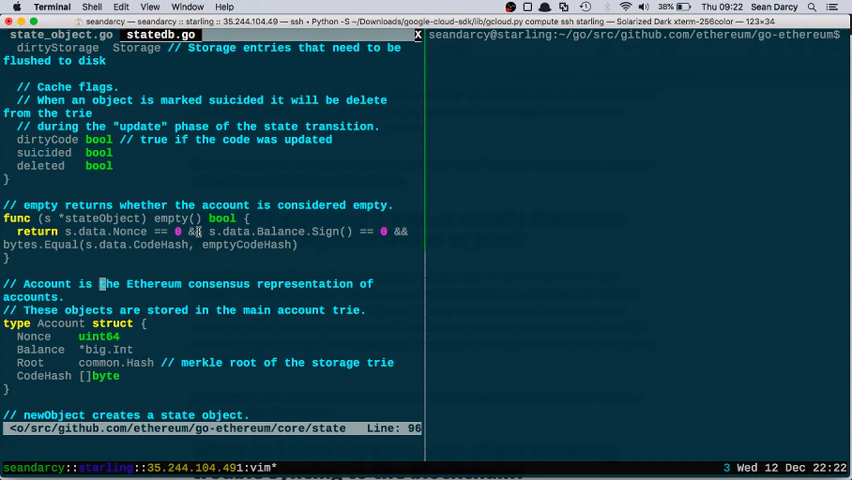 Terminal Shell Edit View Window Help 38% Thu 09:22 Sean Darcy
seandarcy — seandarcy :: starling :: 35.244.104.49 — ssh • Python -S ~/Downloads/google-cloud-sdk/lib/gcloud.py compute ssh starling — Solarized Dark xterm-256color — 123×34
state_object.go statedb.go X
dirtyStorage Storage // Storage entries that need to be
flushed to disk
// Cache flags.
// When an object is marked suicided it will be delete
from the trie
// during the "update" phase of the state transition.
dirtyCode bool // true if the code was updated
suicided bool
deleted bool
}
// empty returns whether the account is considered empty.
func (s *stateObject) empty() bool {
return s.data.Nonce == 0 && s.data.Balance.Sign() == 0 &&
bytes.Equal(s.data.CodeHash, emptyCodeHash)
}
// Account is the Ethereum consensus representation of
accounts.
// These objects are stored in the main account trie.
type Account struct {
Nonce uint64
Balance *big.Int
Root common.Hash // merkle root of the storage trie
CodeHash []byte
}
// newObject creates a state object.
<o/src/github.com/ethereum/go-ethereum/core/state Line: 96
seandarcy@starling:~/go/src/github.com/ethereum/go-ethereum$
seandarcy::starling::35.244.104.491:vim* 3 Wed 12 Dec 22:22